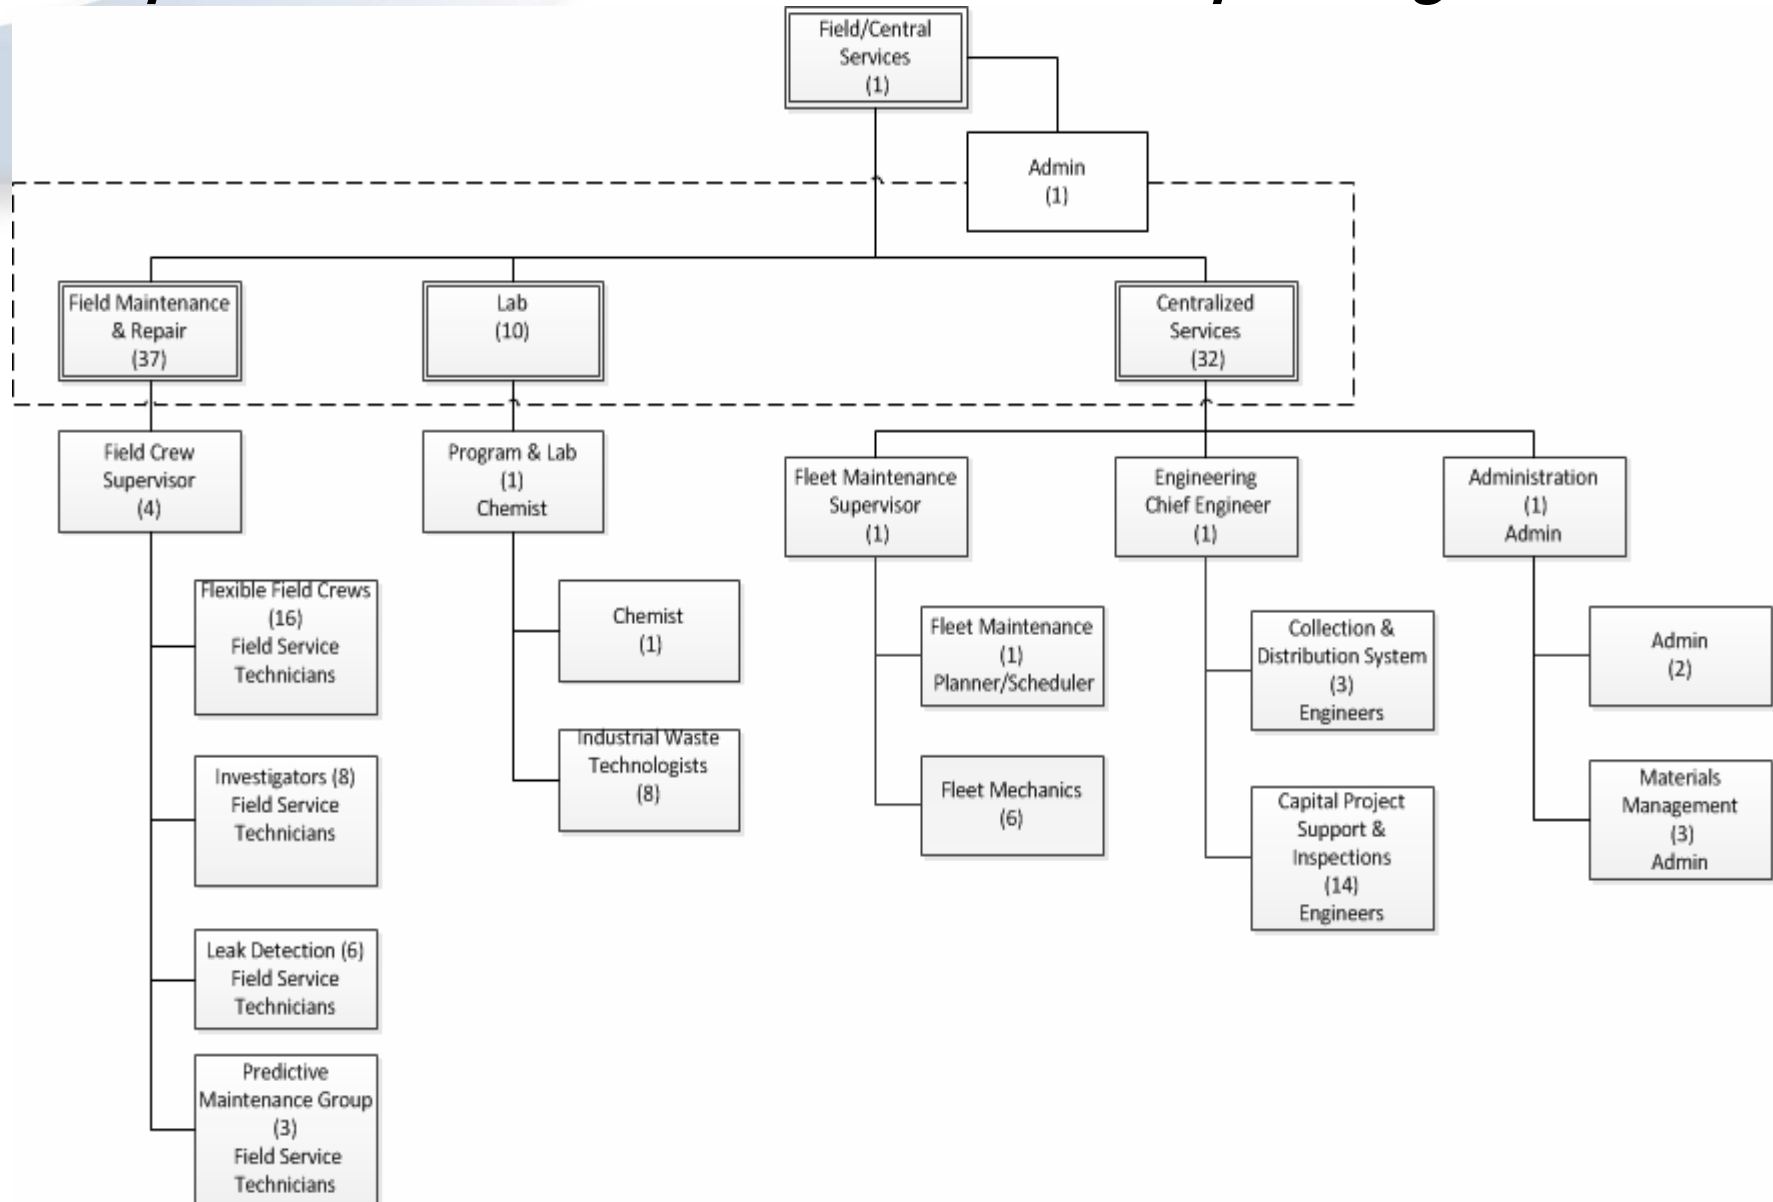 Field/Central
Services
(1)
Admin
(1)
Field Maintenance
& Repair
(37)
Lab
(10)
Centralized
Services
(32)
Field Crew
Supervisor
(4)
Program & Lab
(1)
Chemist
Fleet Maintenance
Supervisor
(1)
Engineering
Chief Engineer
(1)
Administration
(1)
Admin
Flexible Field Crews
(16)
Field Service
Technicians
Investigators (8)
Field Service
Technicians
Leak Detection (6)
Field Service
Technicians
Predictive
Maintenance Group
(3)
Field Service
Technicians
Chemist
(1)
Industrial Waste
Technologists
(8)
Fleet Maintenance
(1)
Planner/Scheduler
Fleet Mechanics
(6)
Collection &
Distribution System
(3)
Engineers
Capital Project
Support &
Inspections
(14)
Engineers
Admin
(2)
Materials
Management
(3)
Admin